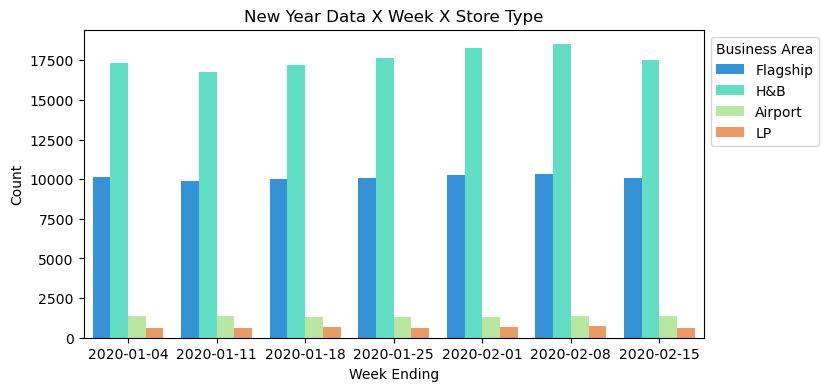 New Year Data X Week X Store Type
Count
17500
15000
12500
10000
7500
5000
2500
0
2020-01-04 2020-01-11 2020-01-18 2020-01-25 2020-02-01 2020-02-08 2020-02-15
Week Ending
Business Area
Flagship
H&B
Airport
LP